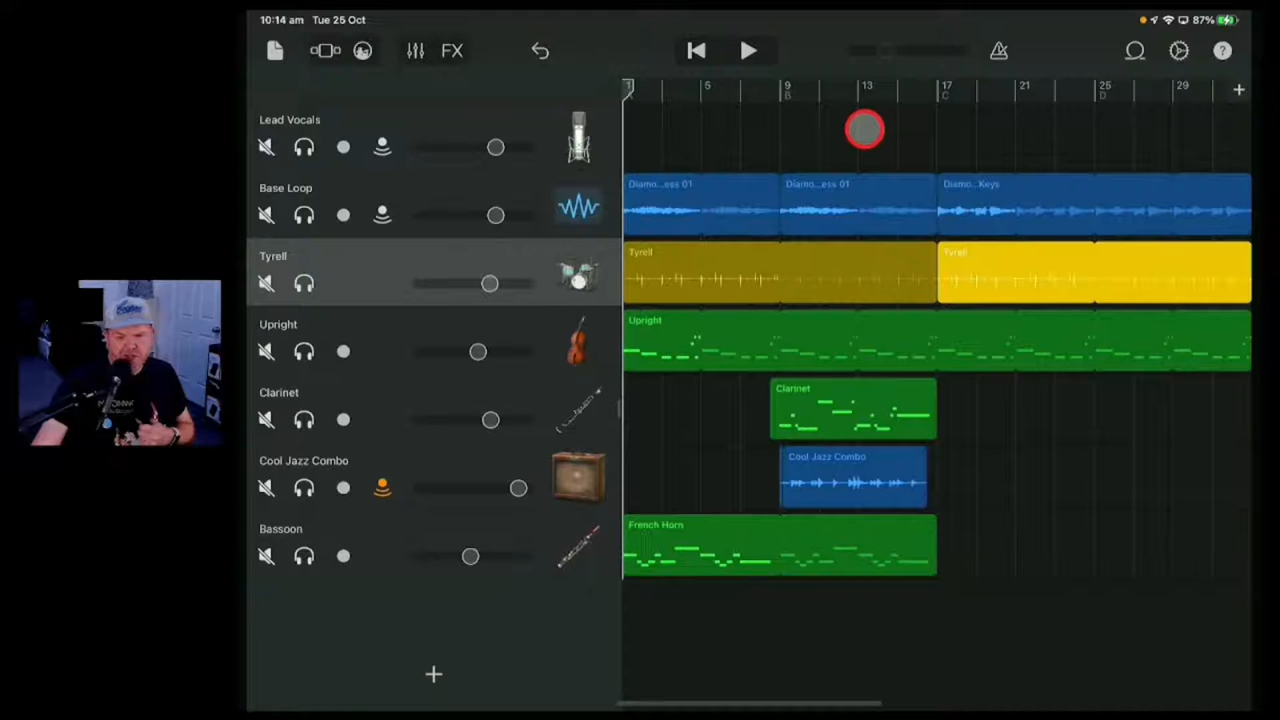 10:14 am Tue 25 Oct
87%
FX
?
1 5 9 13 17 21 25 29 +
A B C D
Lead Vocals
Base Loop
Diamo...ess 01 Diamo...ess 01 Diamo...Keys
Tyrell
Tyrell Tyrell
Upright
Upright
Clarinet
Clarinet
Cool Jazz Combo
Cool Jazz Combo
Bassoon
French Horn
+